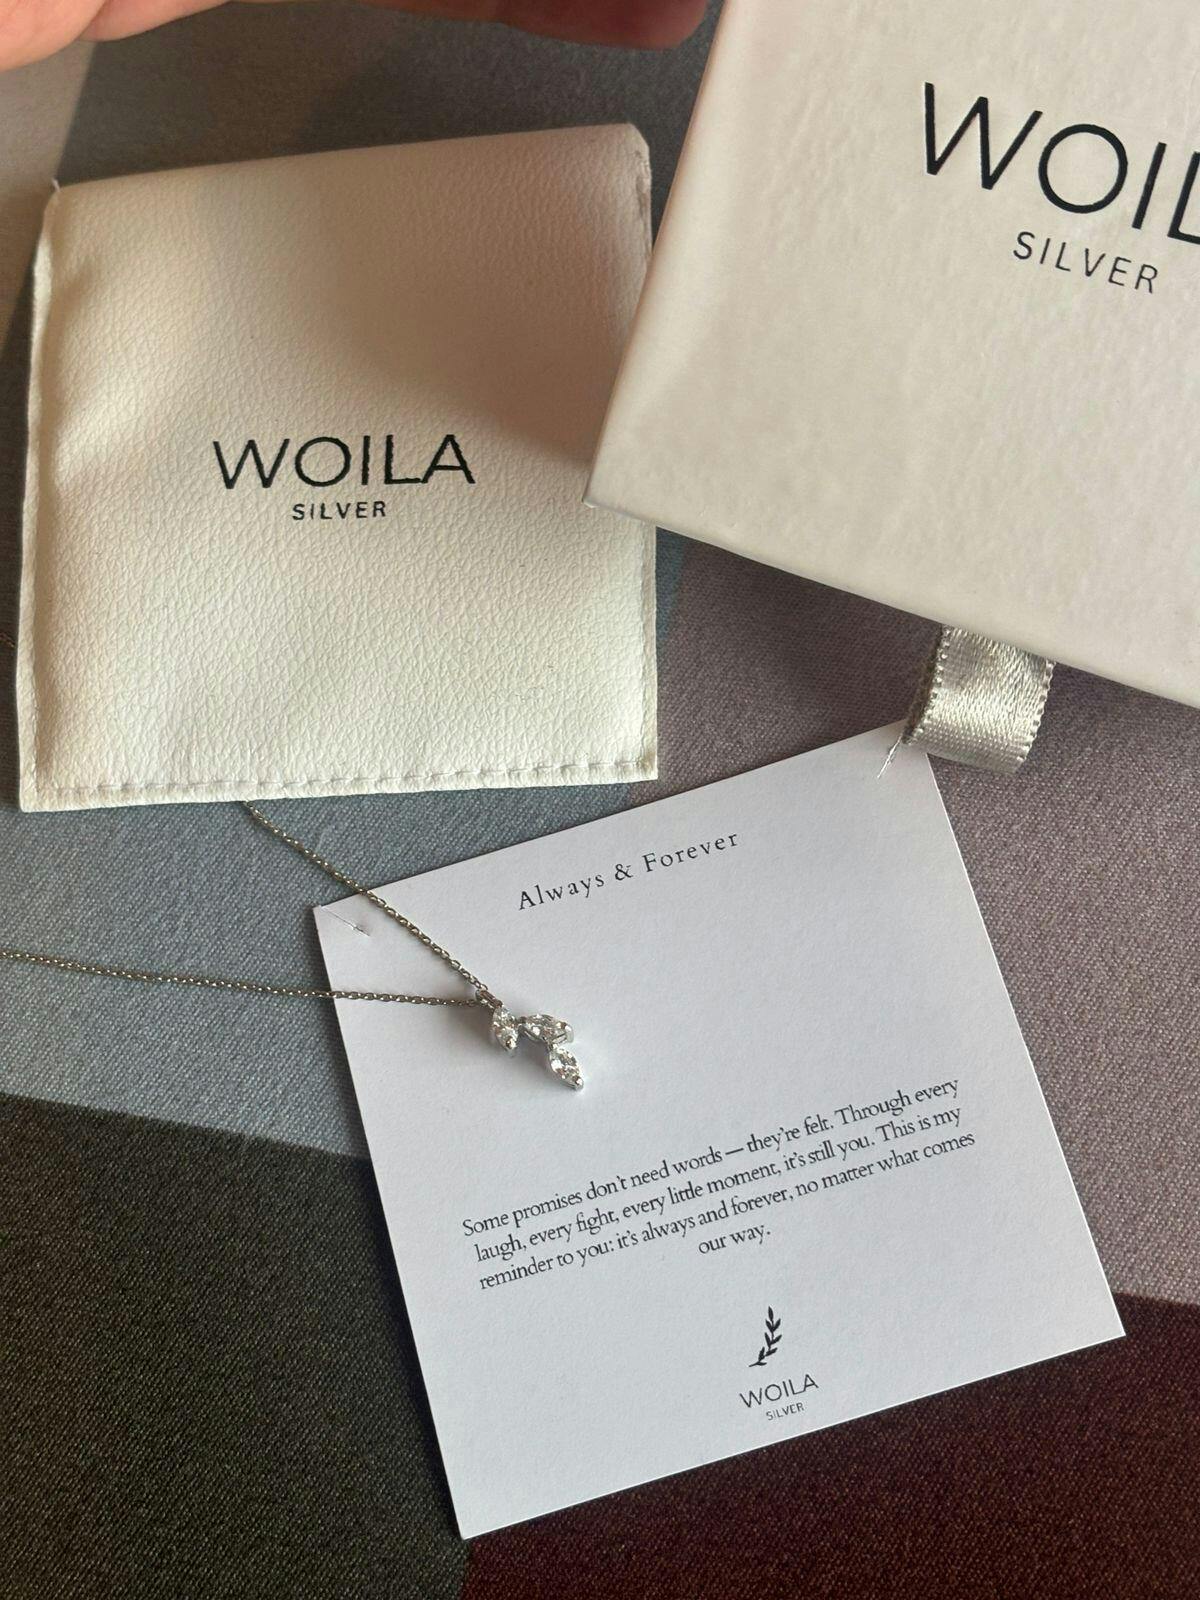 WOIL
SILVER
WOILA
SILVER
Always & Forever
Some promises don't need words — they're felt. Through every
laugh, every fight, every little moment, it's still you. This is my
reminder to you: it's always and forever, no matter what comes
our way.
WOILA
SILVER